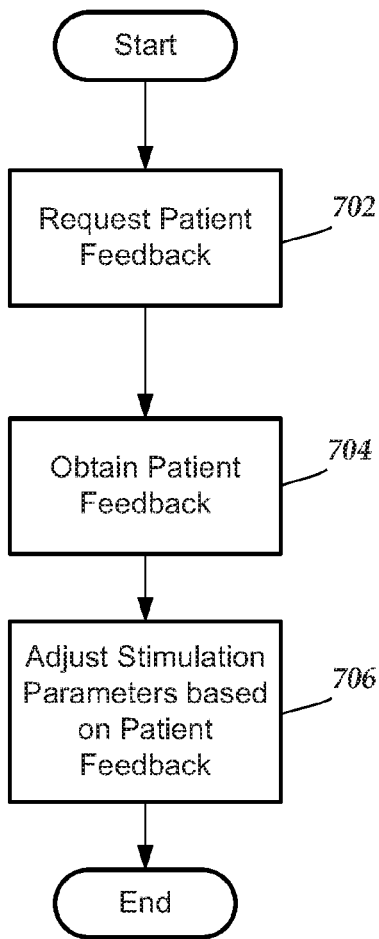 Start
Request Patient
Feedback
702
Obtain Patient
Feedback
704
Adjust Stimulation
Parameters based
on Patient
Feedback
706
End